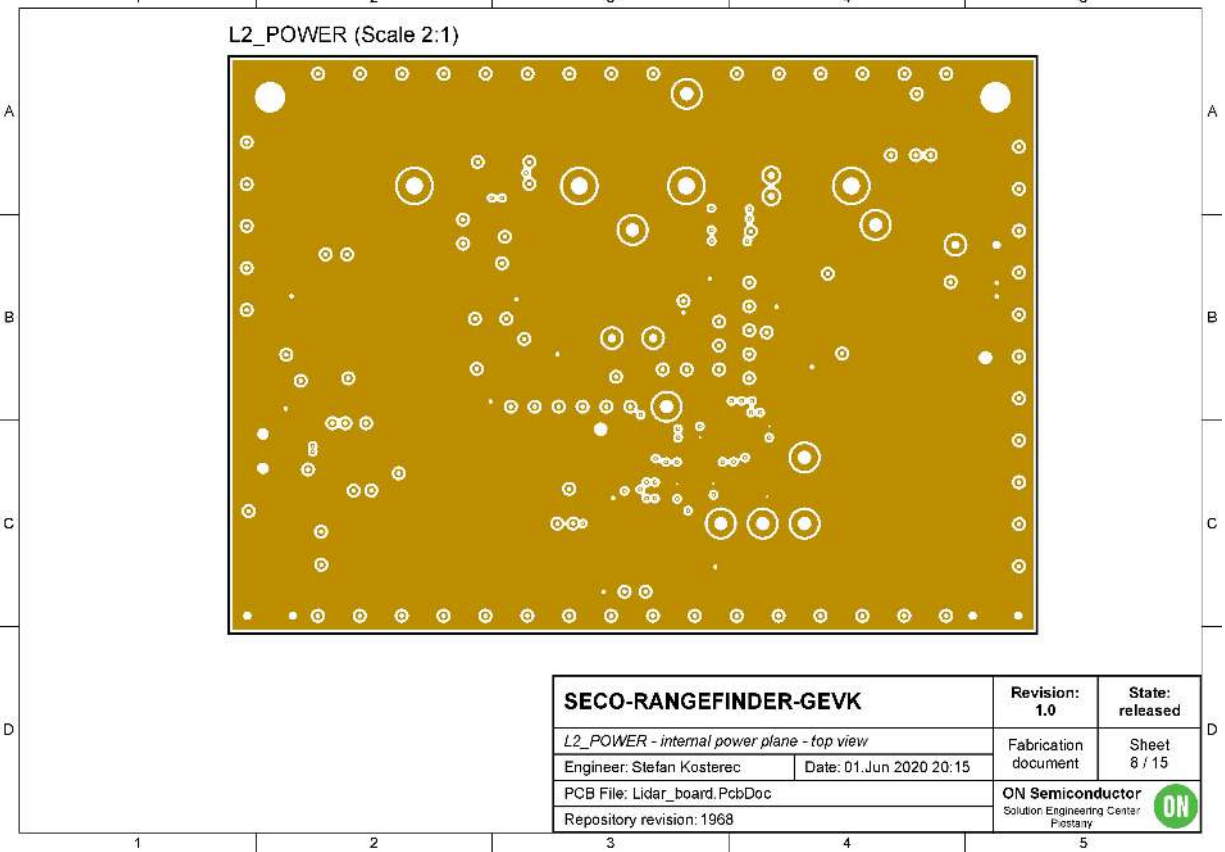 L2_POWER (Scale 2:1)
A
A
B
B
C
C
SECO-RANGEFINDER-GEVK
Revision:
1.0
State:
released
D
D
L2_POWER - internal power plane - top view
Fabrication
document
Sheet
8 / 15
Engineer: Stefan Kosterec
Date: 01.Jun 2020 20:15
PCB File: Lidar_board.PcbDoc
ON Semiconductor
Solution Engineering Center
Piestany
ON
Repository revision: 1968
1
2
3
4
5